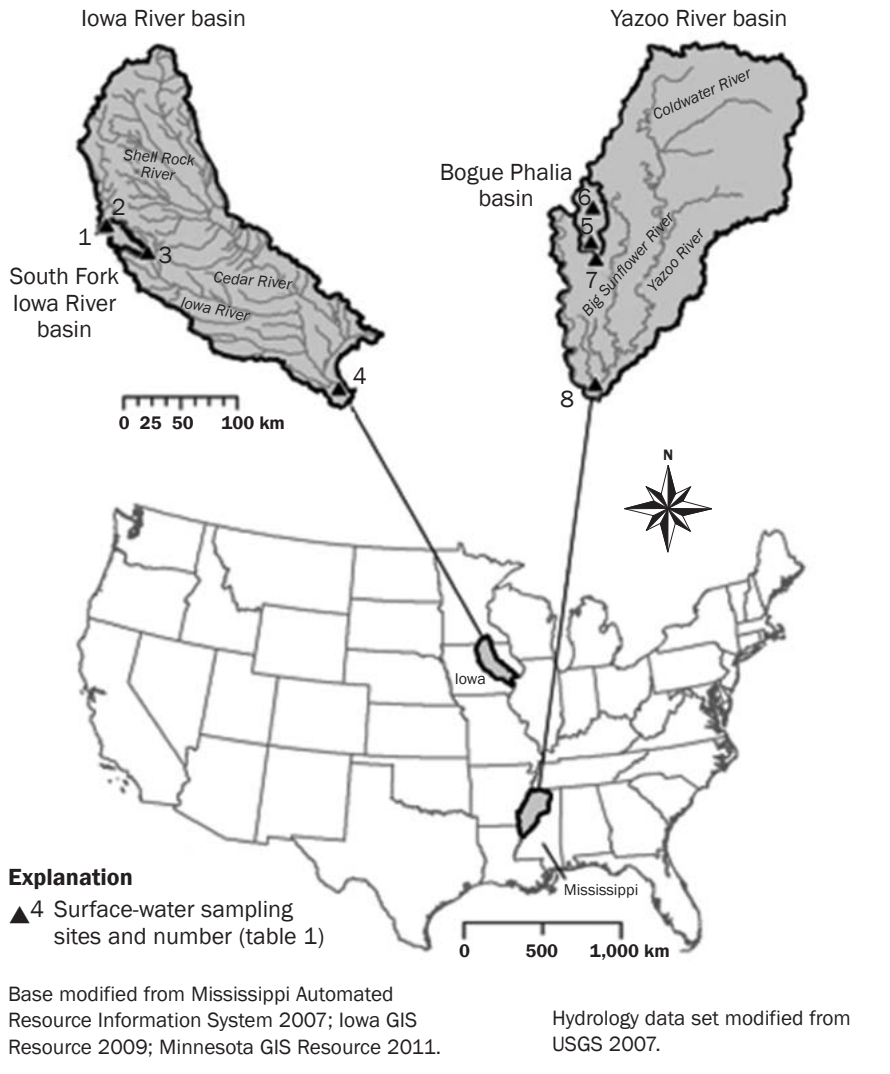 Iowa River basin
Yazoo River basin
Coldwater River
Shell Rock
River
Bogue Phalia
basin
6
2
5
1
3
7
South Fork
Iowa River
basin
Cedar River
Iowa River
Big Sunflower River
Yazoo River
4
8
0 25 50 100 km
N
Iowa
Mississippi
Explanation
4 Surface-water sampling
sites and number (table 1)
0 500 1,000 km
Base modified from Mississippi Automated
Resource Information System 2007; Iowa GIS
Resource 2009; Minnesota GIS Resource 2011.
Hydrology data set modified from
USGS 2007.